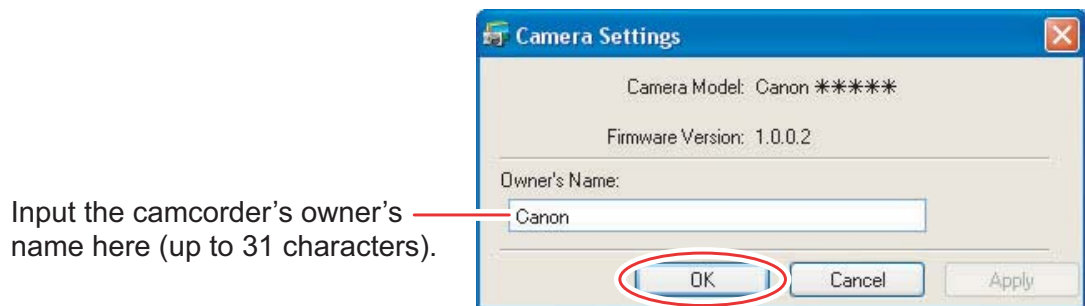 Camera Settings
Camera Model: Canon ✳✳✳✳✳
Firmware Version: 1.0.0.2
Owner's Name:
Input the camcorder’s owner’s
name here (up to 31 characters).
Canon
OK Cancel Apply